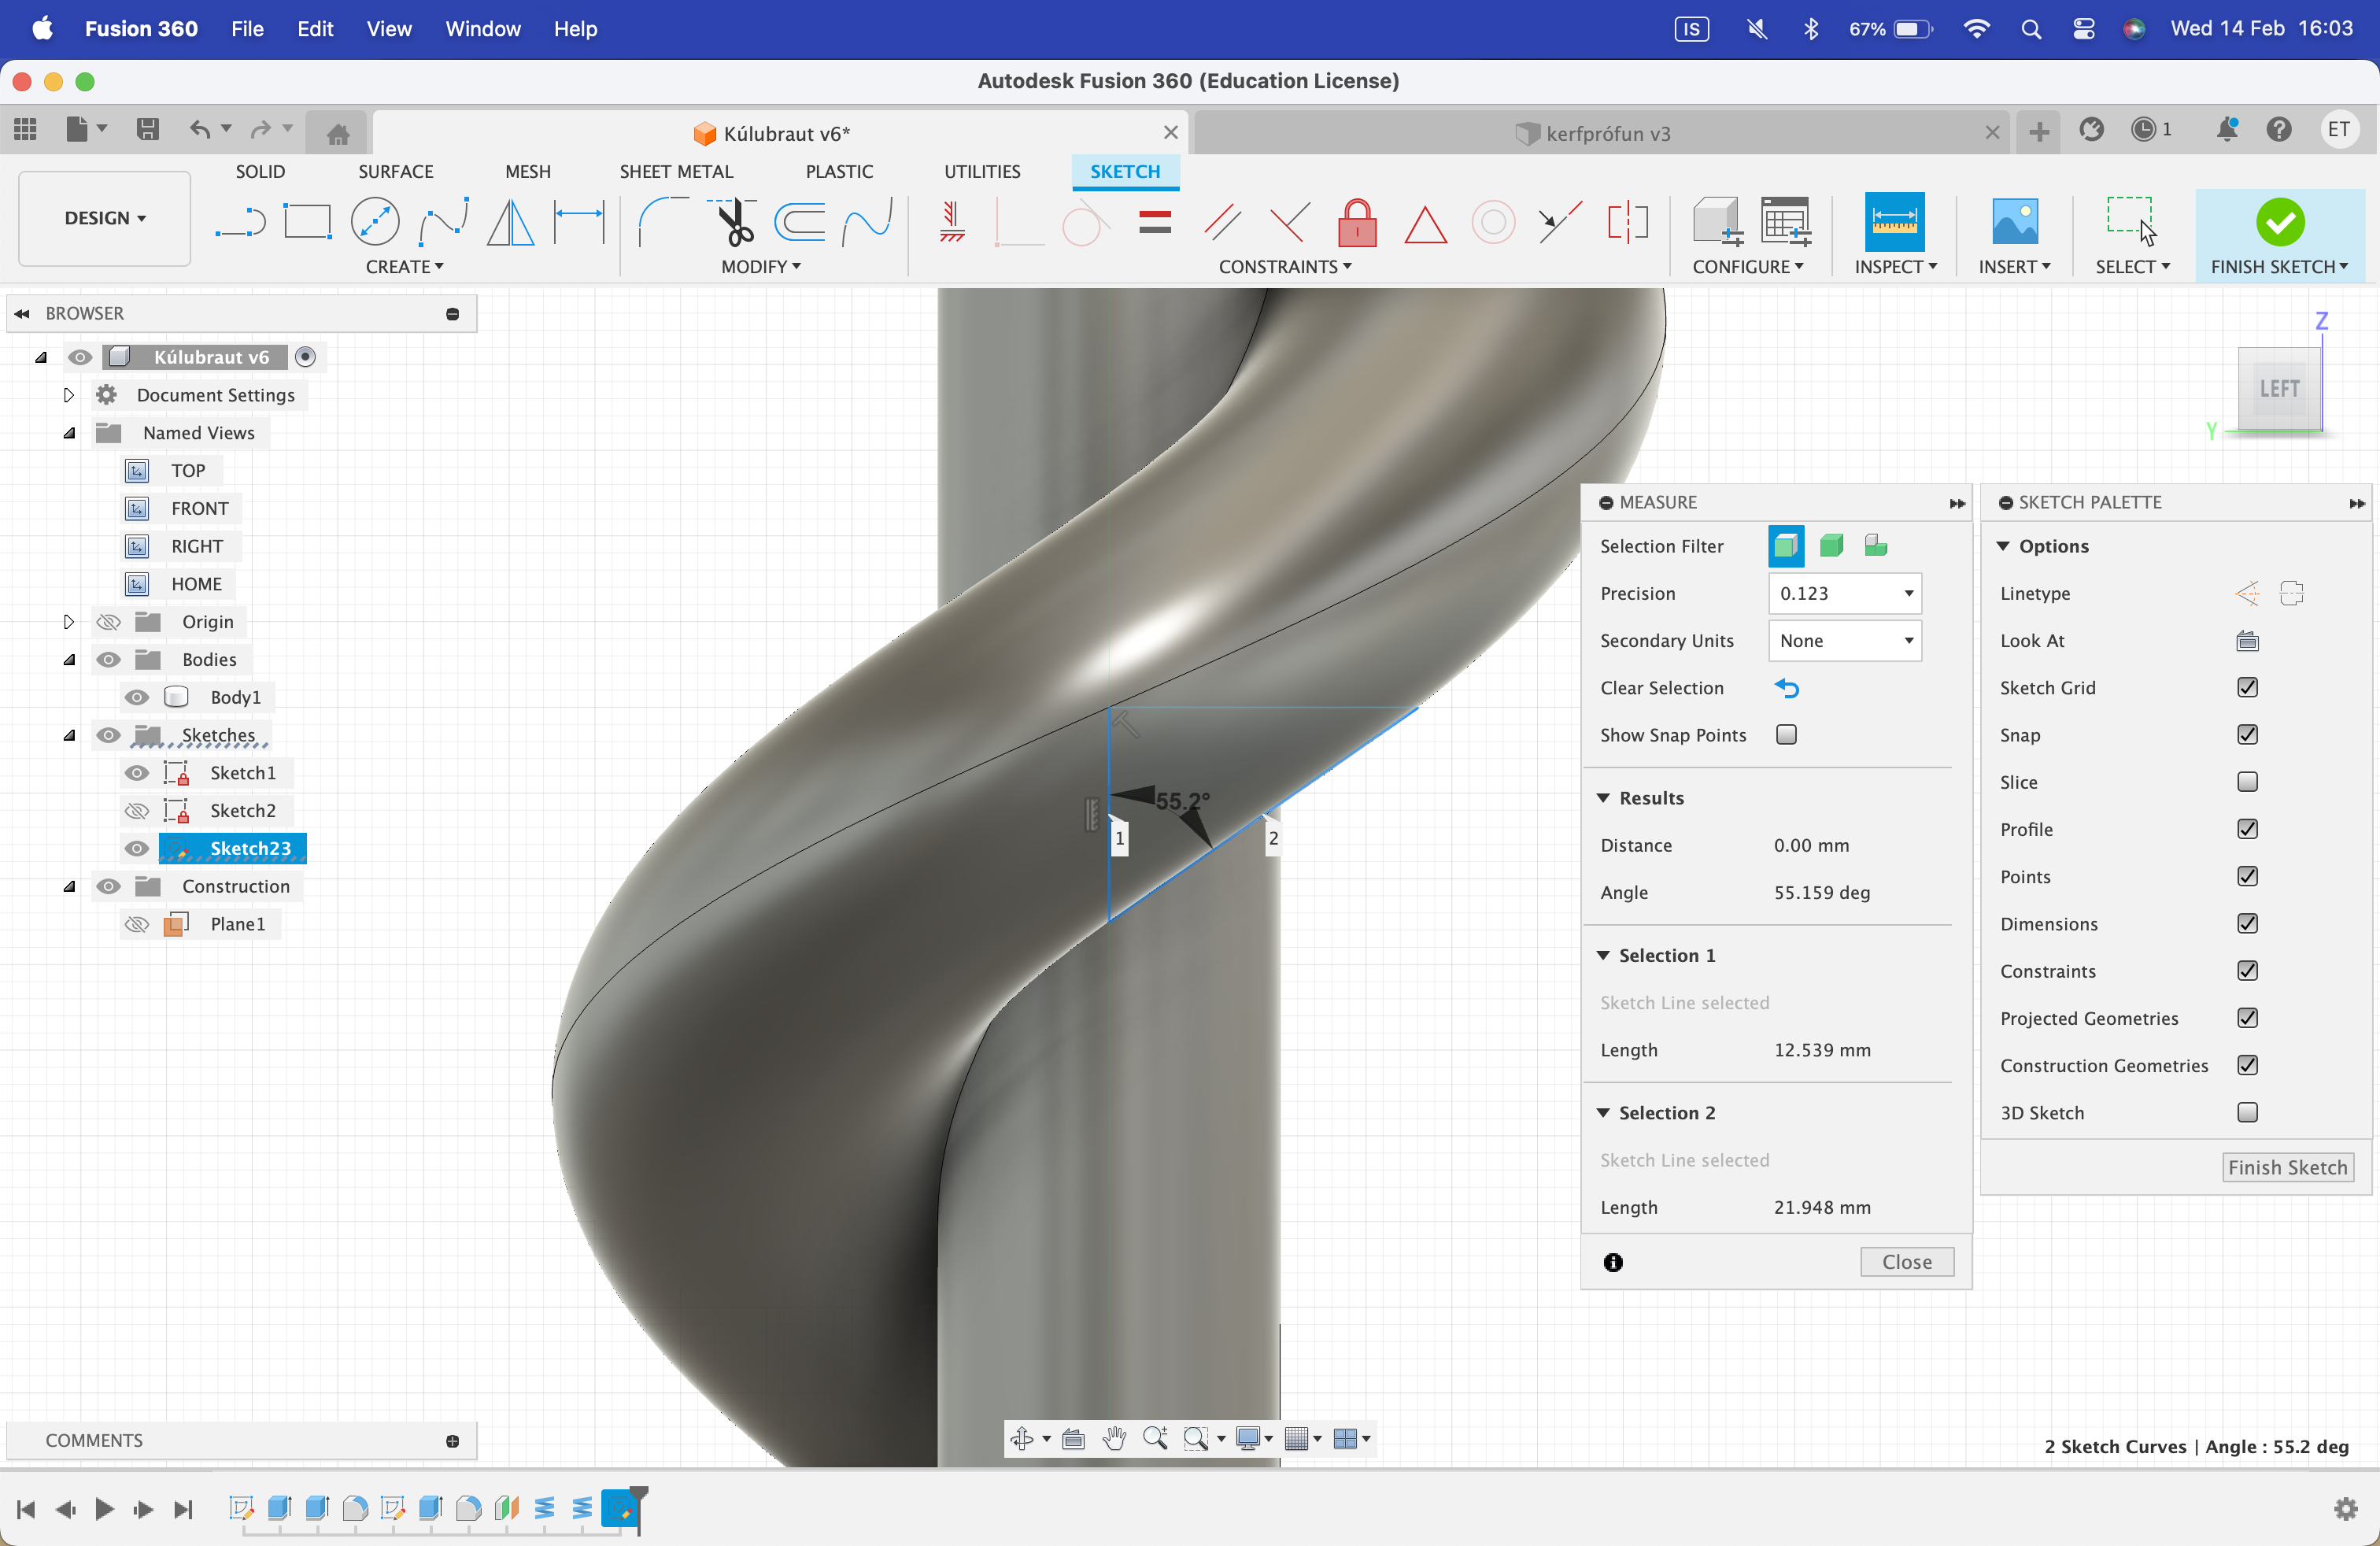 Fusion 360 File Edit View Window Help IS 67% Wed 14 Feb 16:03
Autodesk Fusion 360 (Education License)
Kúlubraut v6* kerfprófun v3 1 ET
SOLID SURFACE MESH SHEET METAL PLASTIC UTILITIES SKETCH
DESIGN
CREATE MODIFY CONSTRAINTS CONFIGURE INSPECT INSERT SELECT FINISH SKETCH
BROWSER
Kúlubraut v6
Document Settings
Named Views
TOP
FRONT
RIGHT
HOME
Origin
Bodies
Body1
Sketches
Sketch1
Sketch2
Sketch23
Construction
Plane1
Z
LEFT
Y
55.2°
1
2
MEASURE
Selection Filter
Precision 0.123
Secondary Units None
Clear Selection
Show Snap Points
Results
Distance 0.00 mm
Angle 55.159 deg
Selection 1
Sketch Line selected
Length 12.539 mm
Selection 2
Sketch Line selected
Length 21.948 mm
Close
SKETCH PALETTE
Options
Linetype
Look At
Sketch Grid
Snap
Slice
Profile
Points
Dimensions
Constraints
Projected Geometries
Construction Geometries
3D Sketch
Finish Sketch
COMMENTS
2 Sketch Curves | Angle : 55.2 deg